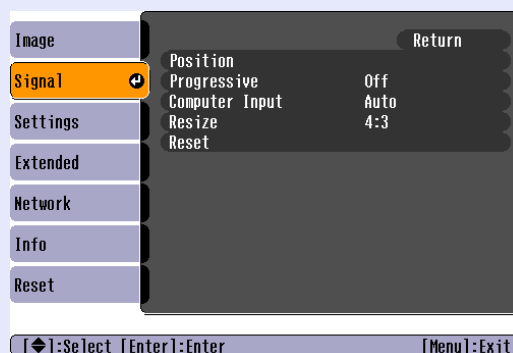 Image
Signal
Settings
Extended
Network
Info
Reset
Return
Position
Progressive Off
Computer Input Auto
Resize 4:3
Reset
[◆]:Select [Enter]:Enter [Menu]:Exit